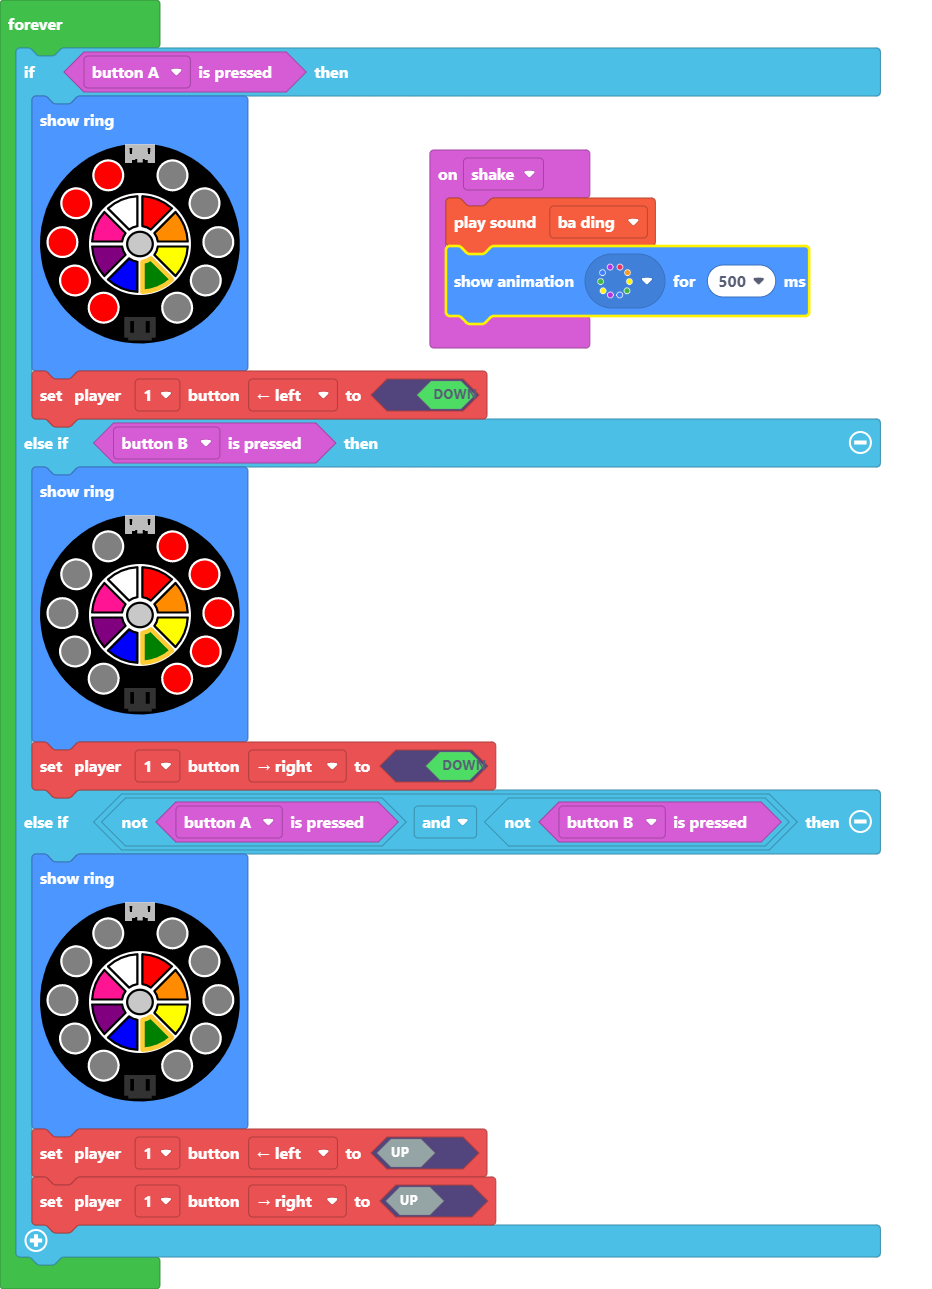 forever
if button A is pressed then
show ring
on shake
play sound ba ding
show animation for 500 ms
set player 1 button ← left to DOWN
else if button B is pressed then
show ring
set player 1 button → right to DOWN
else if not button A is pressed and not button B is pressed then
show ring
set player 1 button ← left to UP
set player 1 button → right to UP